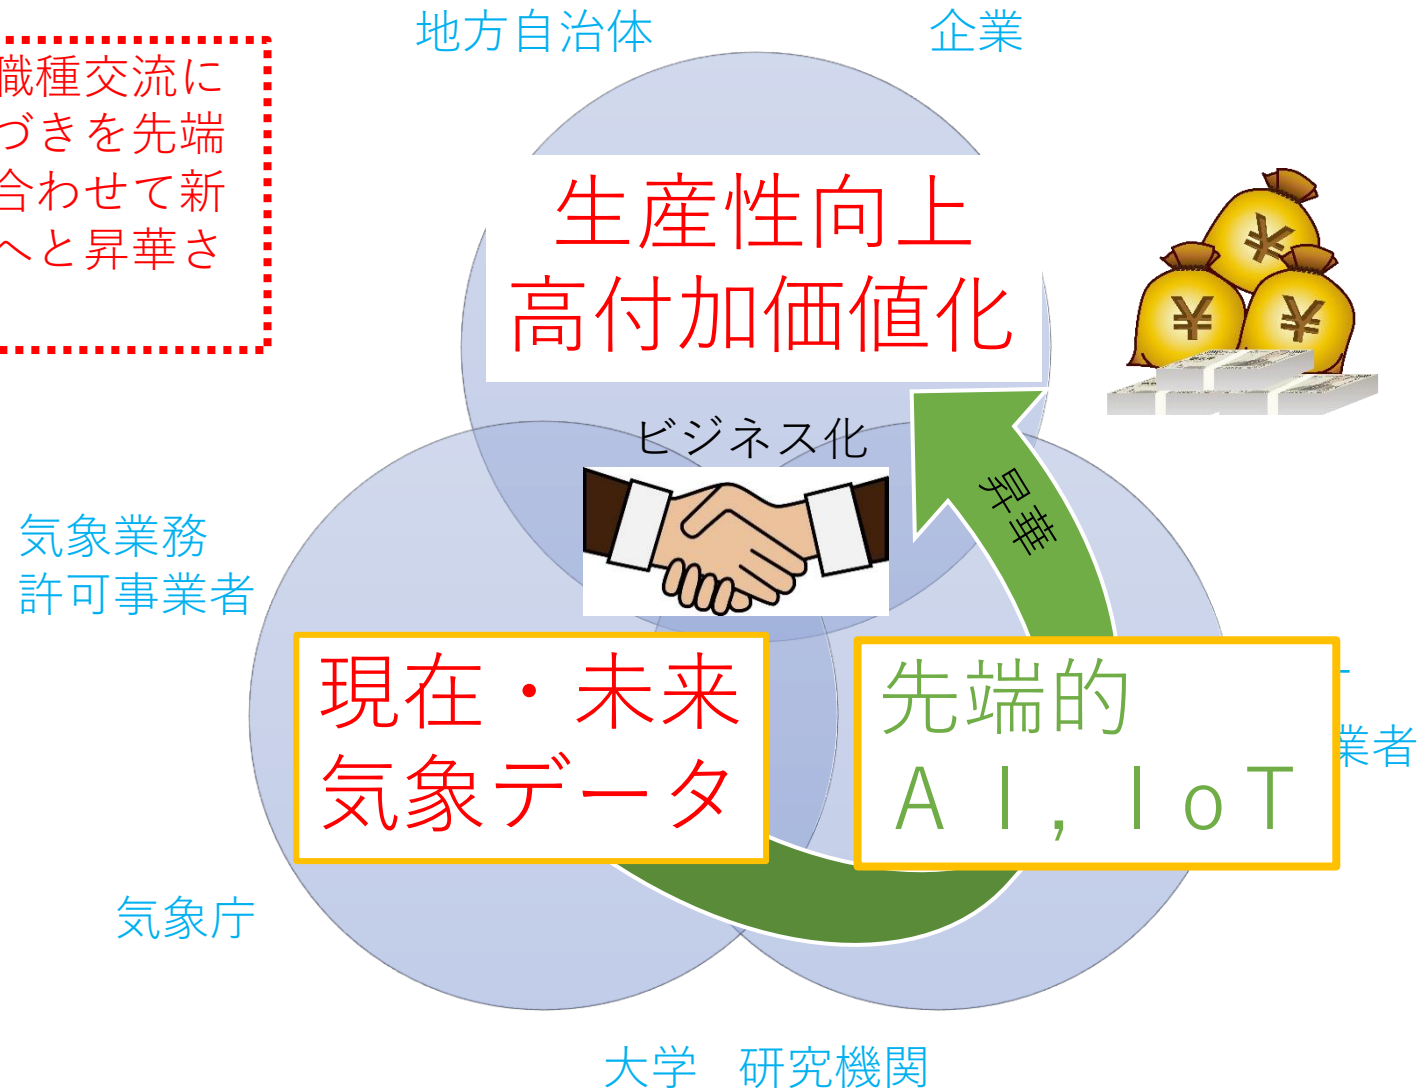 地方自治体
企業
職種交流に
づきを先端
合わせて新
へと昇華さ
生産性向上
高付加価値化
ビジネス化
昇華
気象業務
許可事業者
現在・未来
気象データ
先端的
ＡＩ，ＩｏＴ
業者
気象庁
大学　研究機関